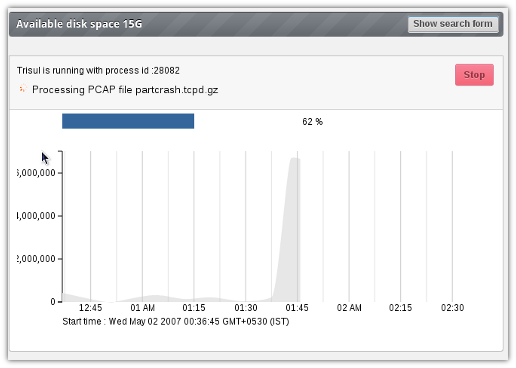 Available disk space 15G
Show search form
Trisul is running with process id :28082
Stop
Processing PCAP file partcrash.tcpd.gz
62 %
,000,000
,000,000
2,000,000
0
12:45 01 AM 01:15 01:30 01:45 02 AM 02:15 02:30
Start time : Wed May 02 2007 00:36:45 GMT+0530 (IST)